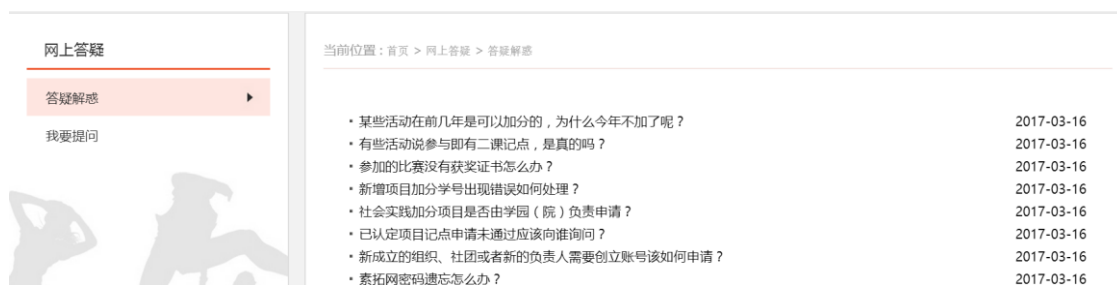 网上答疑
答疑解惑
我要提问
当前位置：首页 > 网上答疑 > 答疑解惑
· 某些活动在前几年是可以加分的，为什么今年不加了呢？ 2017-03-16
· 有些活动说参与即有二课记点，是真的吗？ 2017-03-16
· 参加的比赛没有获奖证书怎么办？ 2017-03-16
· 新增项目加分学号出现错误如何处理？ 2017-03-16
· 社会实践加分项目是否由学园（院）负责申请？ 2017-03-16
· 已认定项目记点申请未通过应该向谁询问？ 2017-03-16
· 新成立的组织、社团或者新的负责人需要创立账号该如何申请？ 2017-03-16
· 素拓网密码遗忘怎么办？ 2017-03-16